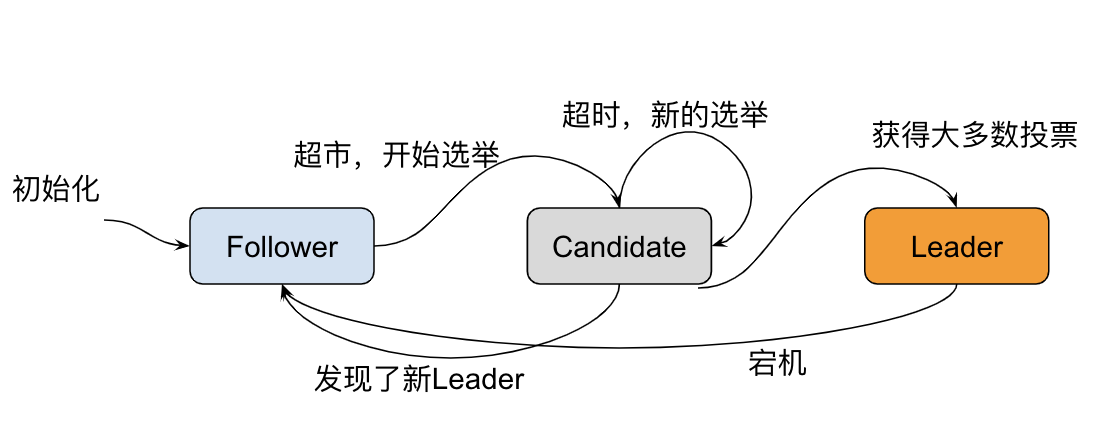 超时，新的选举
获得大多数投票
超市，开始选举
初始化
Follower
Candidate
Leader
宕机
发现了新Leader